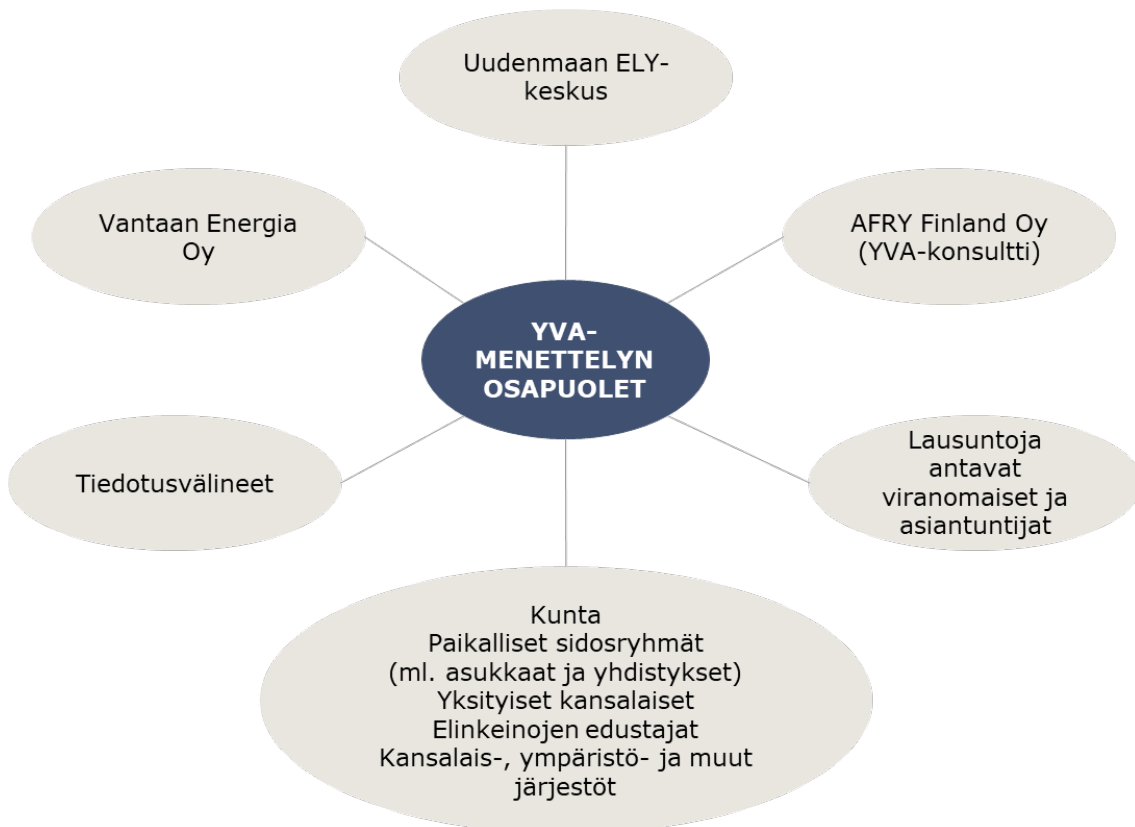 Uudenmaan ELY-
keskus
Vantaan Energia
Oy
AFRY Finland Oy
(YVA-konsultti)
YVA-
MENETTELYN
OSAPUOLET
Tiedotusvälineet
Lausuntoja
antavat
viranomaiset ja
asiantuntijat
Kunta
Paikalliset sidosryhmät
(ml. asukkaat ja yhdistykset)
Yksityiset kansalaiset
Elinkeinojen edustajat
Kansalais-, ympäristö- ja muut
järjestöt